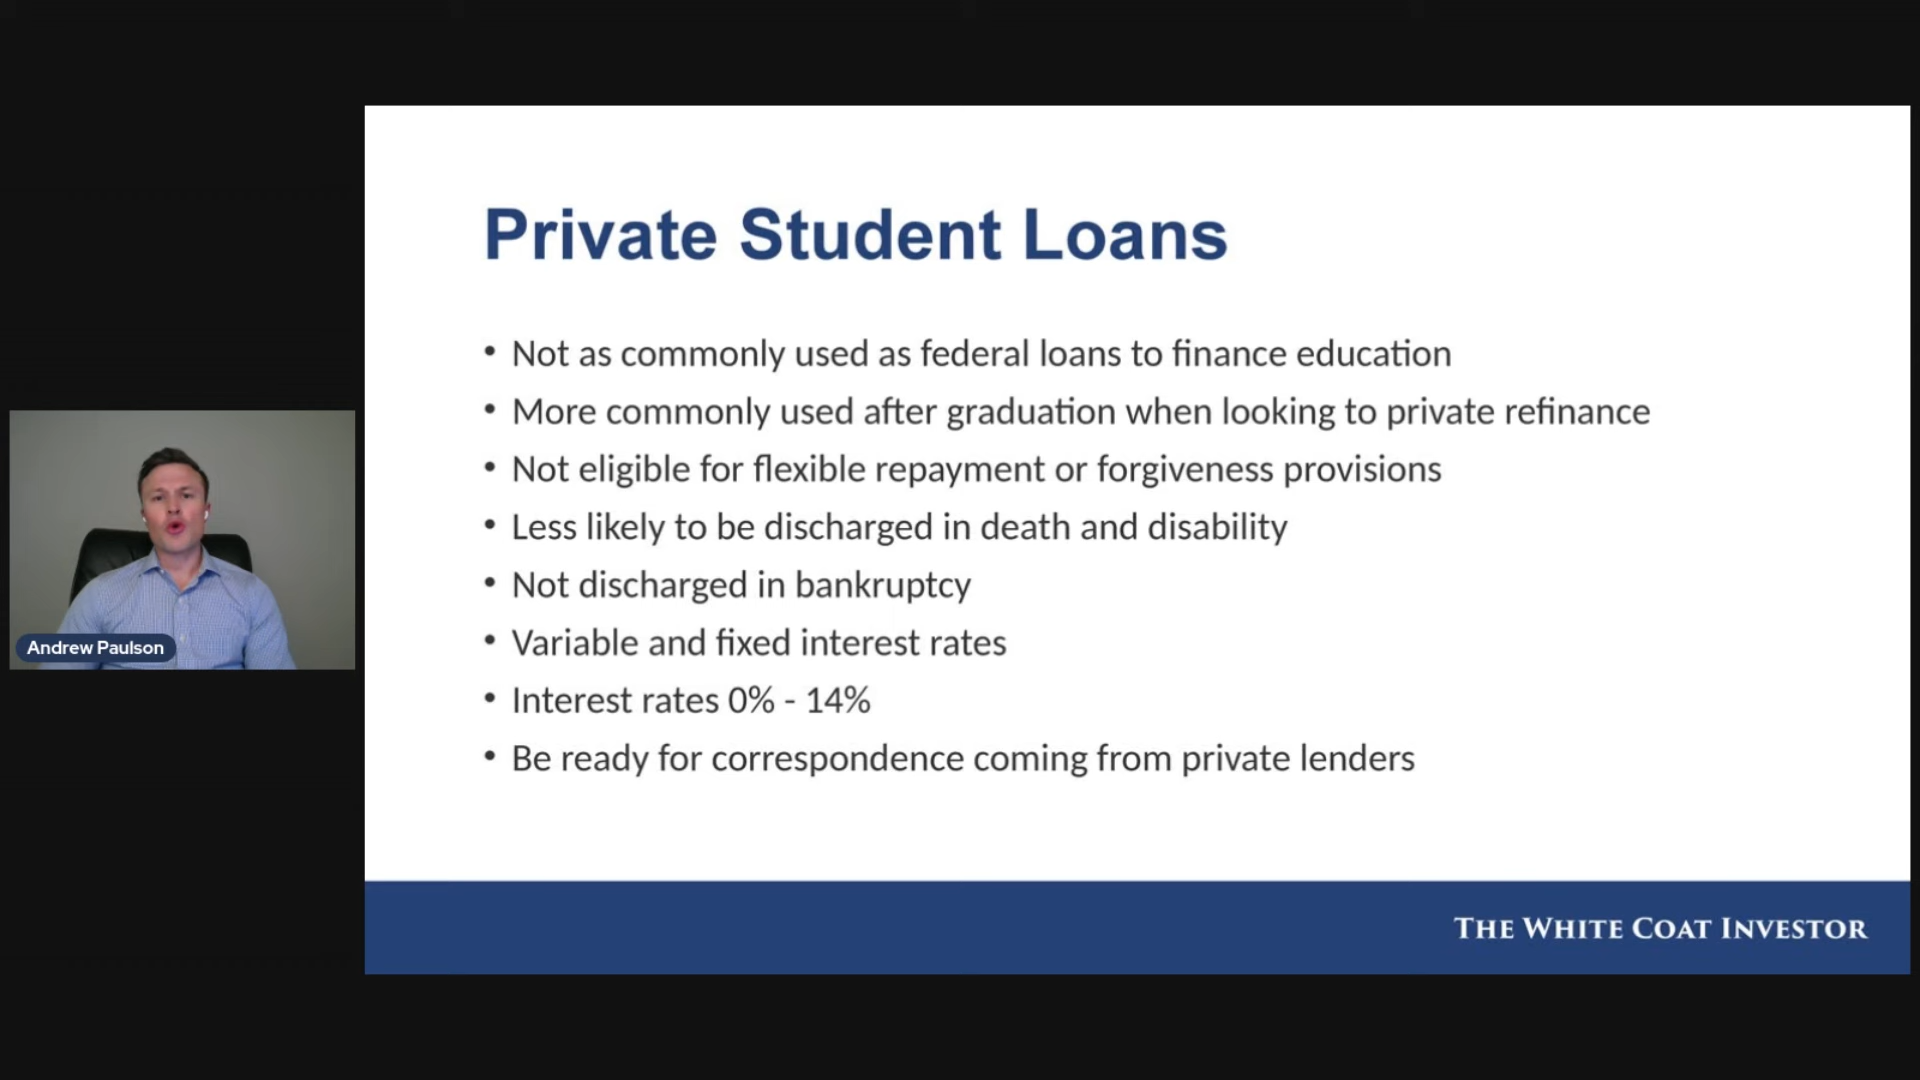 Private Student Loans
• Not as commonly used as federal loans to finance education
• More commonly used after graduation when looking to private refinance
• Not eligible for flexible repayment or forgiveness provisions
• Less likely to be discharged in death and disability
• Not discharged in bankruptcy
• Variable and fixed interest rates
• Interest rates 0% - 14%
• Be ready for correspondence coming from private lenders
Andrew Paulson
THE WHITE COAT INVESTOR